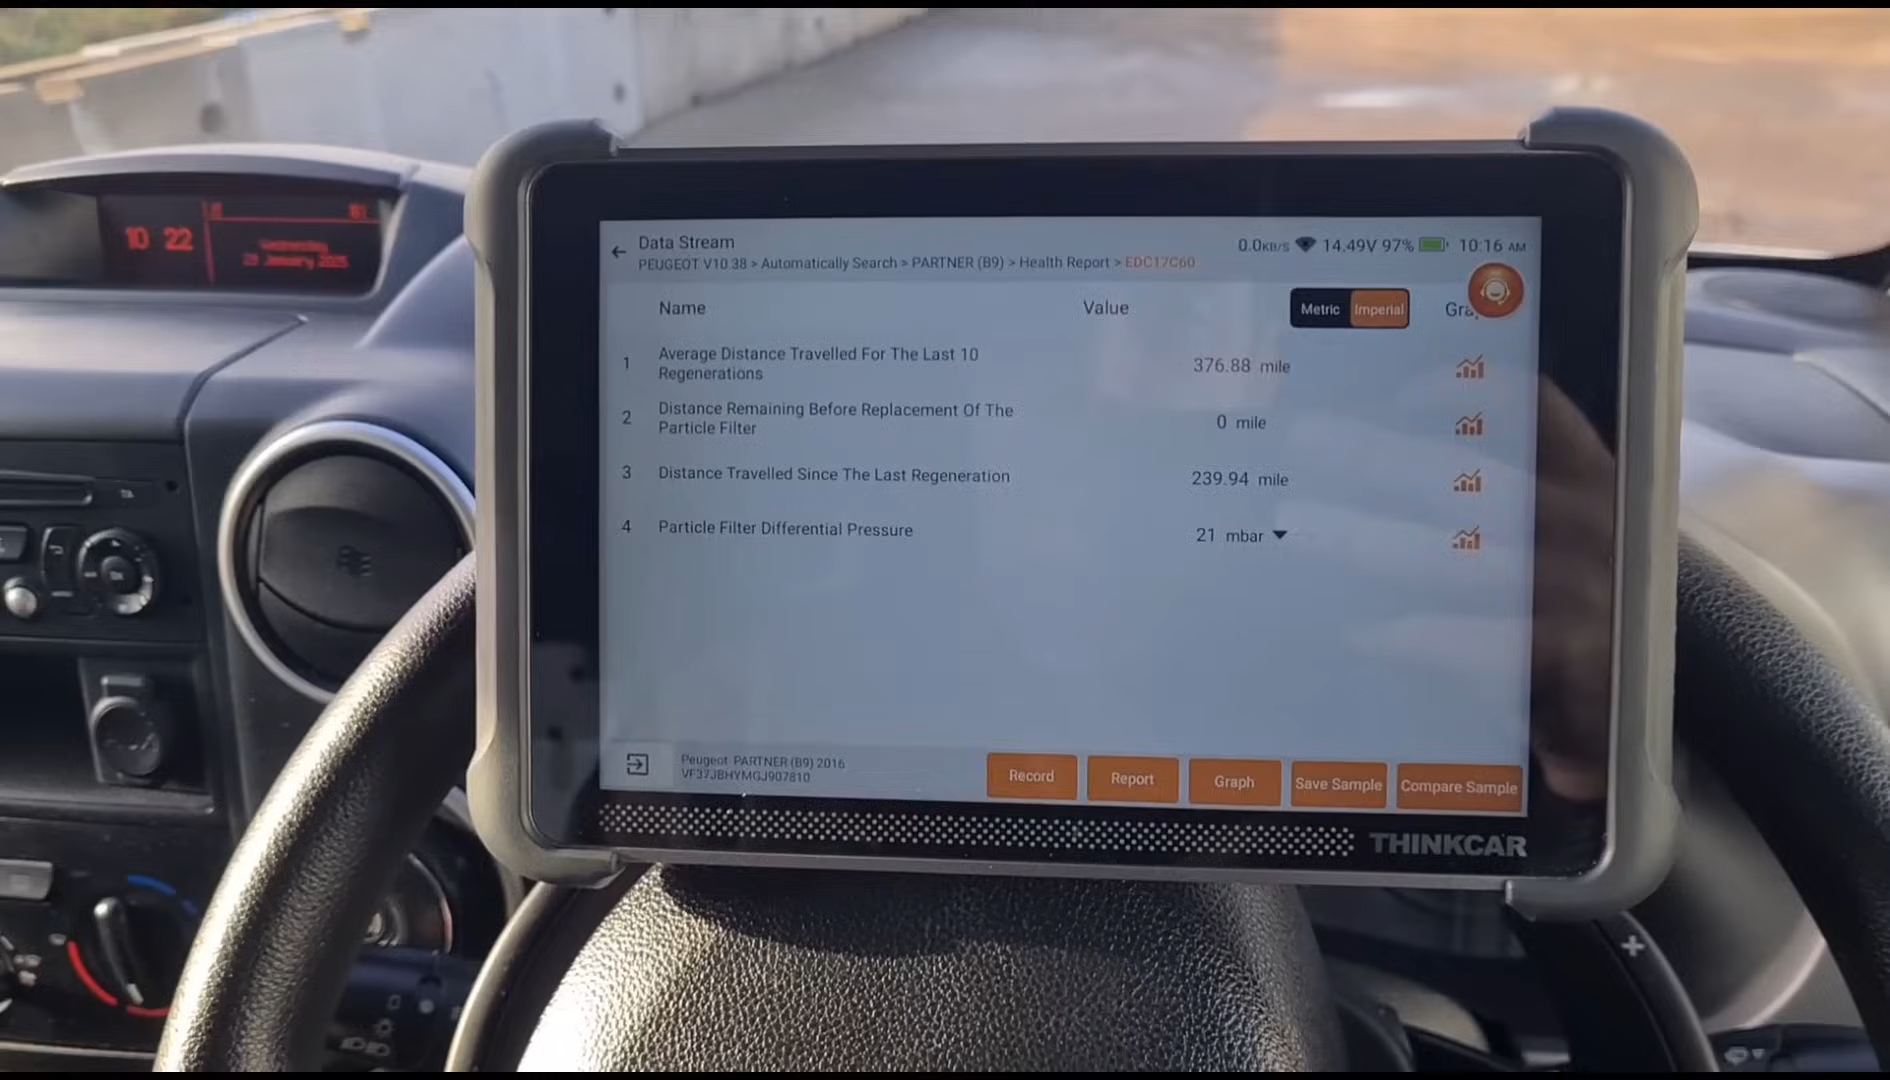 10 22
Wednesday
29 January 2025
Data Stream
0.0KB/S 14.49V 97% 10:16 AM
PEUGEOT V10.38 > Automatically Search > PARTNER (B9) > Health Report > EDC17C60
Name Value Metric Imperial
1 Average Distance Travelled For The Last 10
Regenerations
376.88 mile
2 Distance Remaining Before Replacement Of The
Particle Filter
0 mile
3 Distance Travelled Since The Last Regeneration 239.94 mile
4 Particle Filter Differential Pressure 21 mbar
Peugeot PARTNER (B9) 2016
VF37JBHYMGJ907810
Record Report Graph Save Sample Compare Sample
THINKCAR